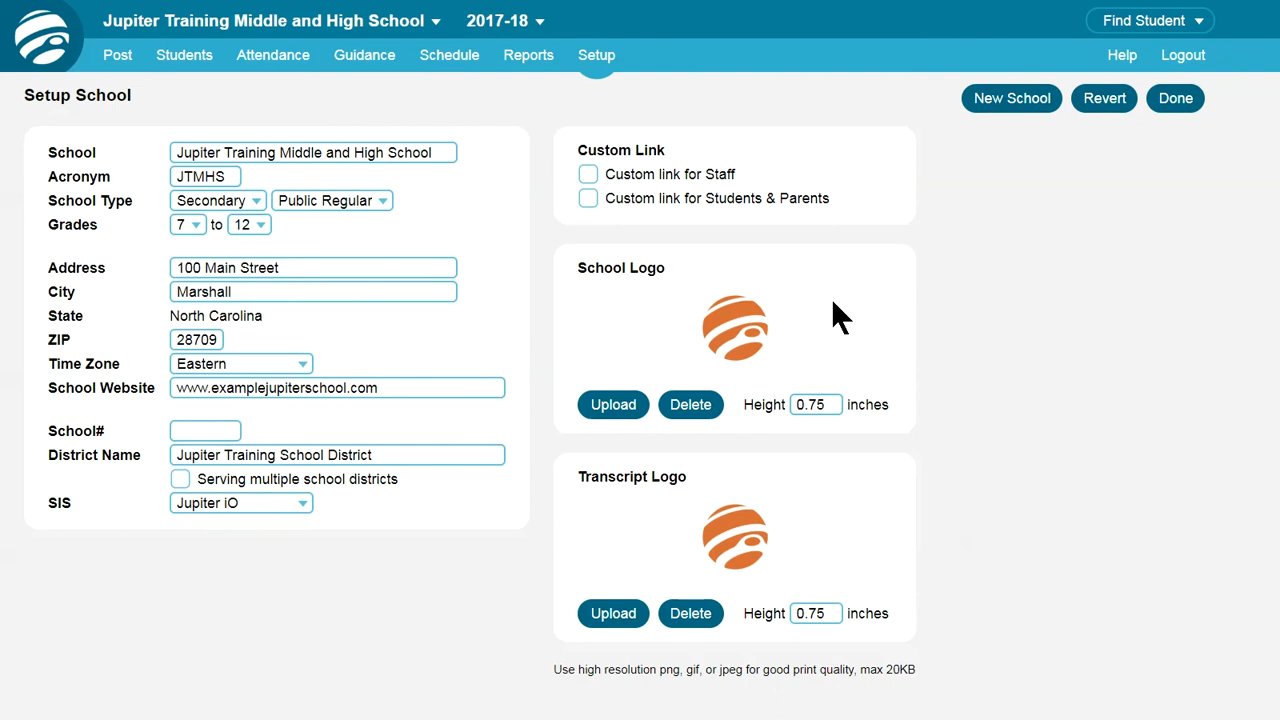 Jupiter Training Middle and High School 2017-18 Find Student
Post Students Attendance Guidance Schedule Reports Setup Help Logout
Setup School
New School Revert Done
School Jupiter Training Middle and High School
Acronym JTMHS
School Type Secondary Public Regular
Grades 7 to 12
Address 100 Main Street
City Marshall
State North Carolina
ZIP 28709
Time Zone Eastern
School Website www.examplejupiterschool.com
School#
District Name Jupiter Training School District
Serving multiple school districts
SIS Jupiter iO
Custom Link
Custom link for Staff
Custom link for Students & Parents
School Logo
Upload Delete Height 0.75 inches
Transcript Logo
Upload Delete Height 0.75 inches
Use high resolution png, gif, or jpeg for good print quality, max 20KB